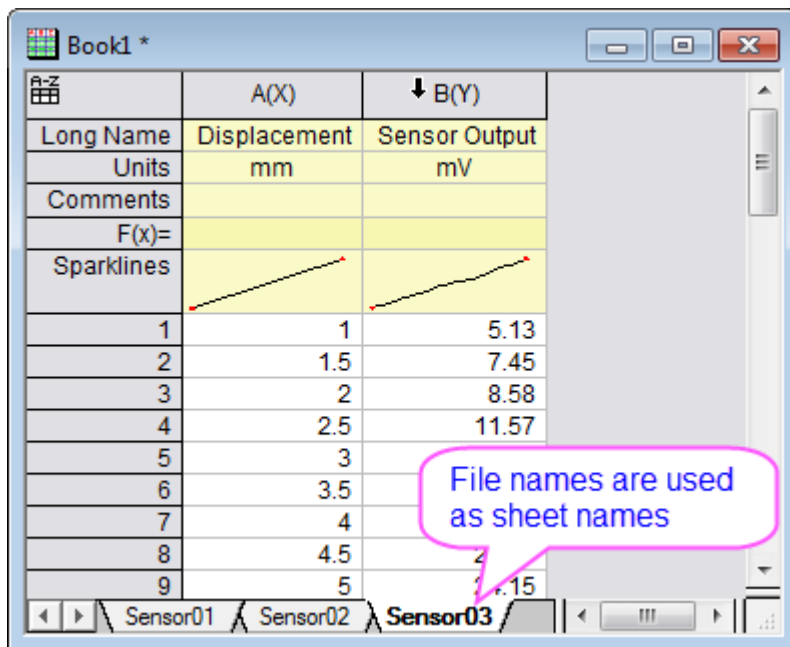 Book1 *
A-Z A(X) B(Y)
Long Name Displacement Sensor Output
Units mm mV
Comments
F(x)=
Sparklines
1 1 5.13
2 1.5 7.45
3 2 8.58
4 2.5 11.57
5 3
6 3.5
7 4
8 4.5
9 5
File names are used
as sheet names
Sensor01 Sensor02 Sensor03